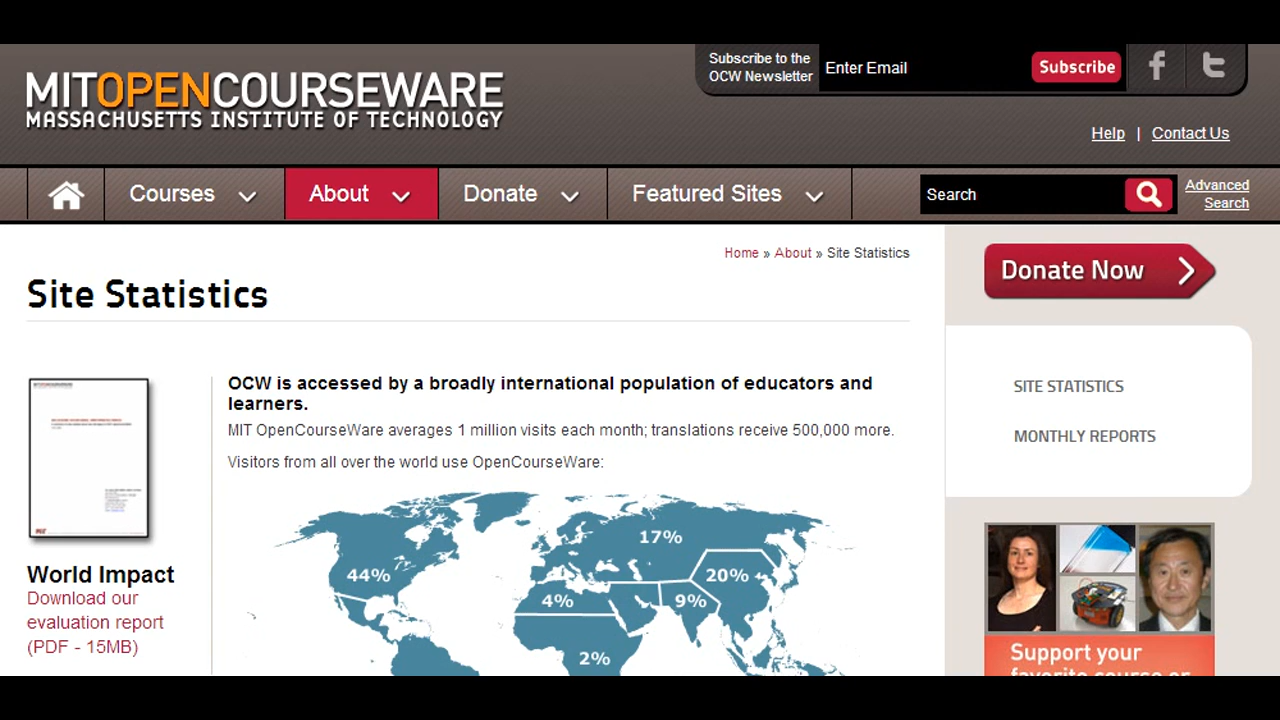 Subscribe to the
OCW Newsletter
Enter Email
Subscribe
MITOPENCOURSEWARE
MASSACHUSETTS INSTITUTE OF TECHNOLOGY
Help | Contact Us
Courses
About
Donate
Featured Sites
Search
Advanced
Search
Home » About » Site Statistics
Site Statistics
Donate Now
SITE STATISTICS
MONTHLY REPORTS
OCW is accessed by a broadly international population of educators and
learners.
MIT OpenCourseWare averages 1 million visits each month; translations receive 500,000 more.
Visitors from all over the world use OpenCourseWare:
17%
44%
20%
4%
9%
2%
World Impact
Download our
evaluation report
(PDF - 15MB)
Support your
favorite course or